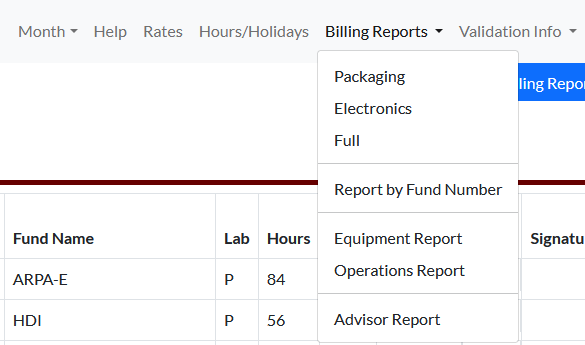 Month Help Rates Hours/Holidays Billing Reports Validation Info
Packaging
Electronics
Full
Report by Fund Number
Equipment Report
Operations Report
Advisor Report
ling Repor
Fund Name Lab Hours Signatu
ARPA-E P 84
HDI P 56